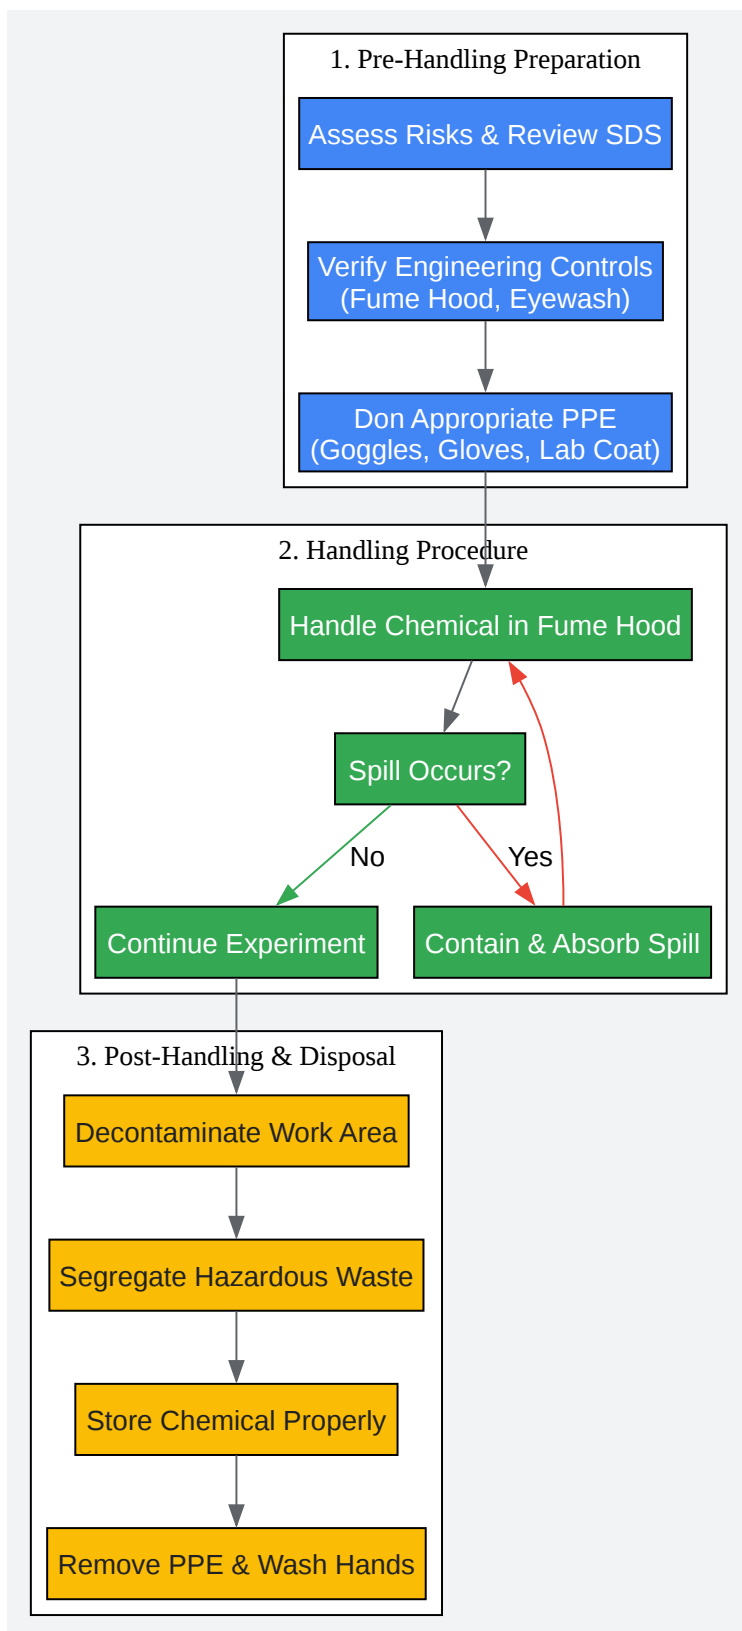 1. Pre-Handling Preparation
Assess Risks & Review SDS
Verify Engineering Controls
(Fume Hood, Eyewash)
Don Appropriate PPE
(Goggles, Gloves, Lab Coat)
2. Handling Procedure
Handle Chemical in Fume Hood
Spill Occurs?
No
Yes
Continue Experiment
Contain & Absorb Spill
3. Post-Handling & Disposal
Decontaminate Work Area
Segregate Hazardous Waste
Store Chemical Properly
Remove PPE & Wash Hands